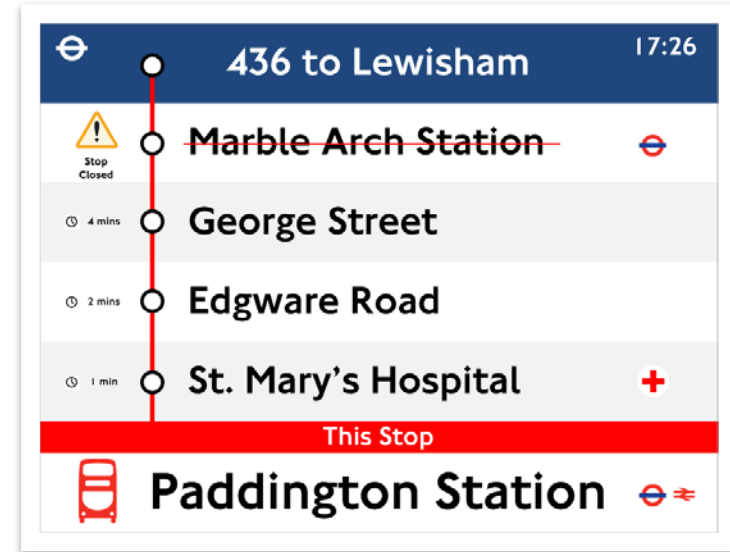 436 to Lewisham 17:26
Stop
Closed
Marble Arch Station
4 mins George Street
2 mins Edgware Road
1 min St. Mary’s Hospital
This Stop
Paddington Station